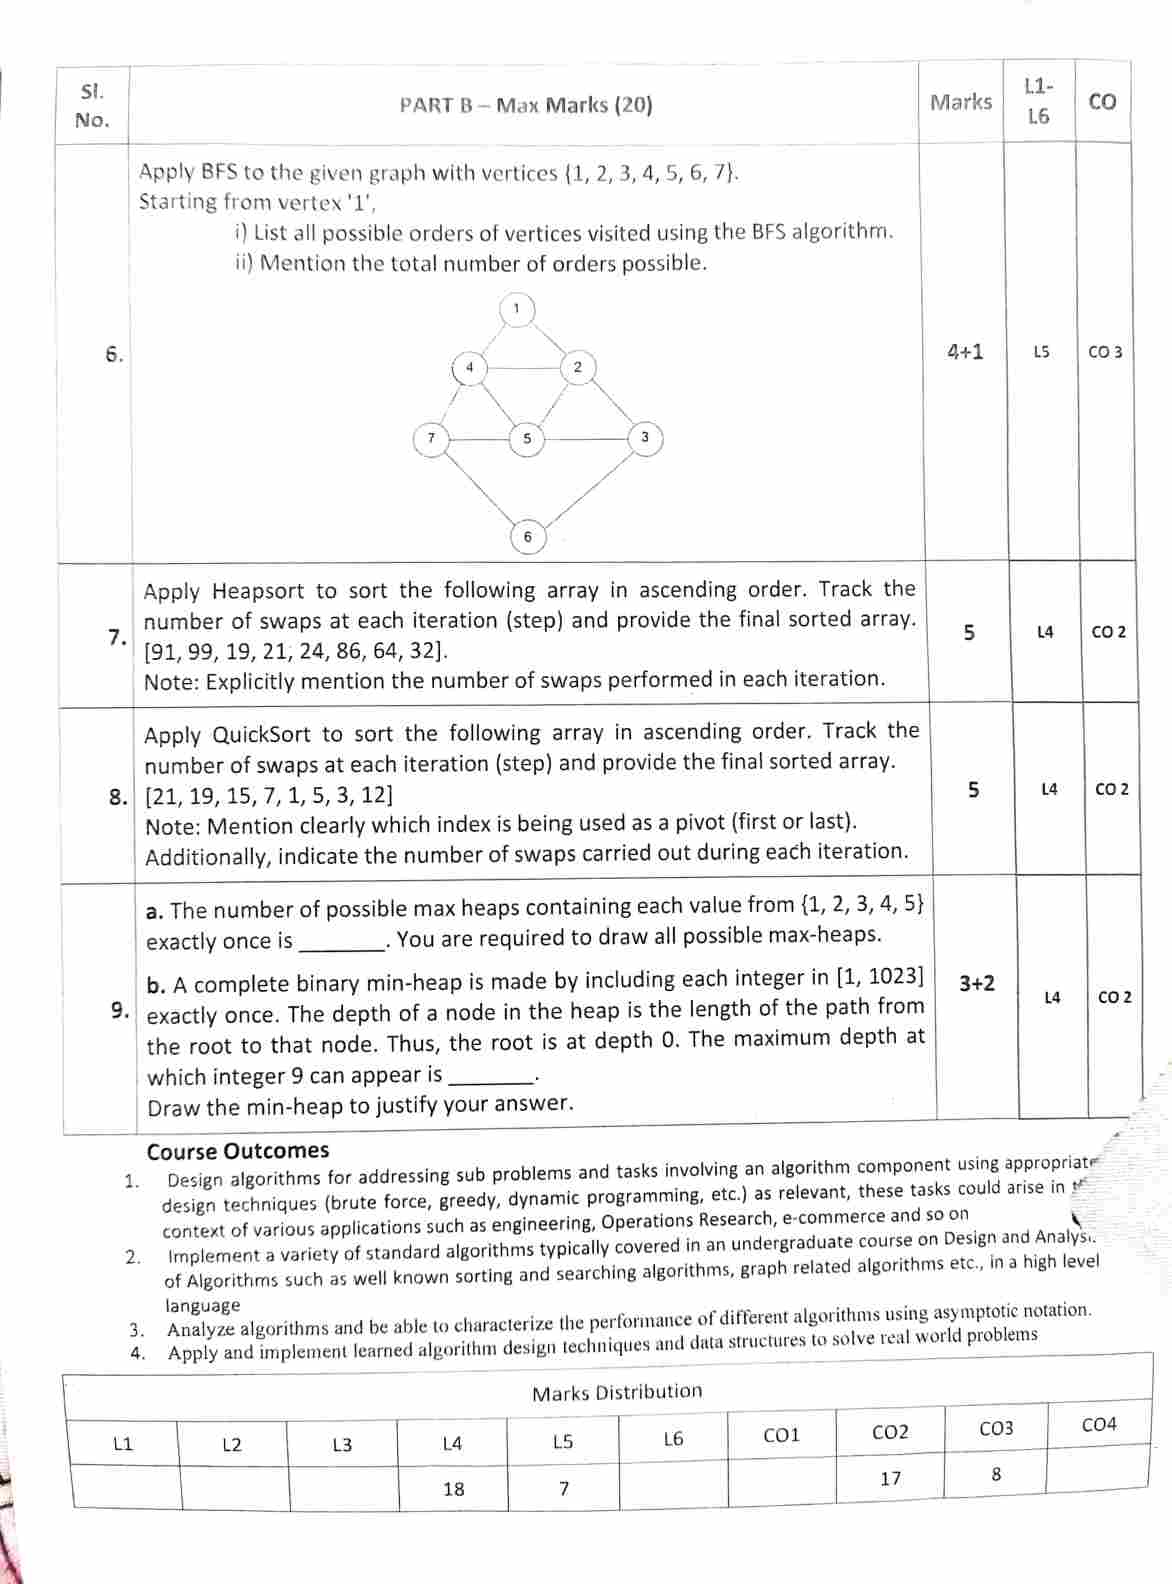 Sl.
No.
PART B – Max Marks (20)
Marks
L1-
L6
CO
6.
Apply BFS to the given graph with vertices {1, 2, 3, 4, 5, 6, 7}.
Starting from vertex '1',
i) List all possible orders of vertices visited using the BFS algorithm.
ii) Mention the total number of orders possible.
1
4 2
7 5 3
6
4+1
L5
CO 3
7.
Apply Heapsort to sort the following array in ascending order. Track the
number of swaps at each iteration (step) and provide the final sorted array.
[91, 99, 19, 21, 24, 86, 64, 32].
Note: Explicitly mention the number of swaps performed in each iteration.
5
L4
CO 2
8.
Apply QuickSort to sort the following array in ascending order. Track the
number of swaps at each iteration (step) and provide the final sorted array.
[21, 19, 15, 7, 1, 5, 3, 12]
Note: Mention clearly which index is being used as a pivot (first or last).
Additionally, indicate the number of swaps carried out during each iteration.
5
L4
CO 2
9.
a. The number of possible max heaps containing each value from {1, 2, 3, 4, 5}
exactly once is ________. You are required to draw all possible max-heaps.
b. A complete binary min-heap is made by including each integer in [1, 1023]
exactly once. The depth of a node in the heap is the length of the path from
the root to that node. Thus, the root is at depth 0. The maximum depth at
which integer 9 can appear is ________.
Draw the min-heap to justify your answer.
3+2
L4
CO 2
Course Outcomes
1. Design algorithms for addressing sub problems and tasks involving an algorithm component using appropriate
design techniques (brute force, greedy, dynamic programming, etc.) as relevant, these tasks could arise in
context of various applications such as engineering, Operations Research, e-commerce and so on
2. Implement a variety of standard algorithms typically covered in an undergraduate course on Design and Analysi
of Algorithms such as well known sorting and searching algorithms, graph related algorithms etc., in a high level
language
3. Analyze algorithms and be able to characterize the performance of different algorithms using asymptotic notation.
4. Apply and implement learned algorithm design techniques and data structures to solve real world problems
Marks Distribution
L1 L2 L3 L4 L5 L6 CO1 CO2 CO3 CO4
18 7 17 8